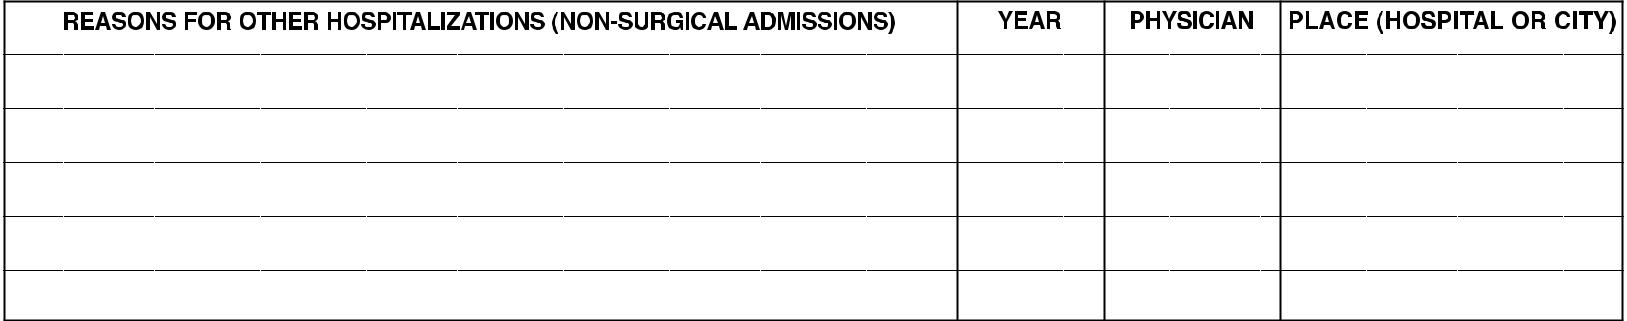 REASONS FOR OTHER HOSPITALIZATIONS (NON-SURGICAL ADMISSIONS) YEAR PHYSICIAN PLACE (HOSPITAL OR CITY)